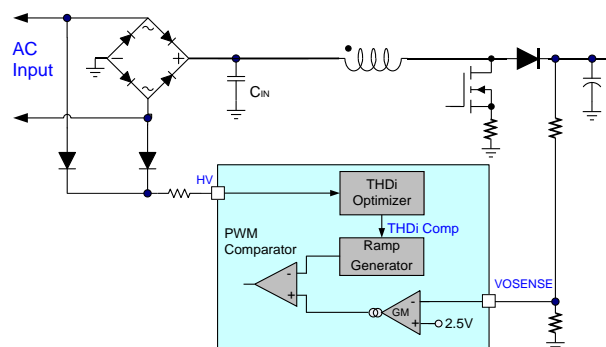 AC
Input
~
-
+
~
CIN
HV
THDi
Optimizer
THDi Comp
PWM
Comparator
Ramp
Generator
-
+
VOSENSE
-
GM
+
2.5V